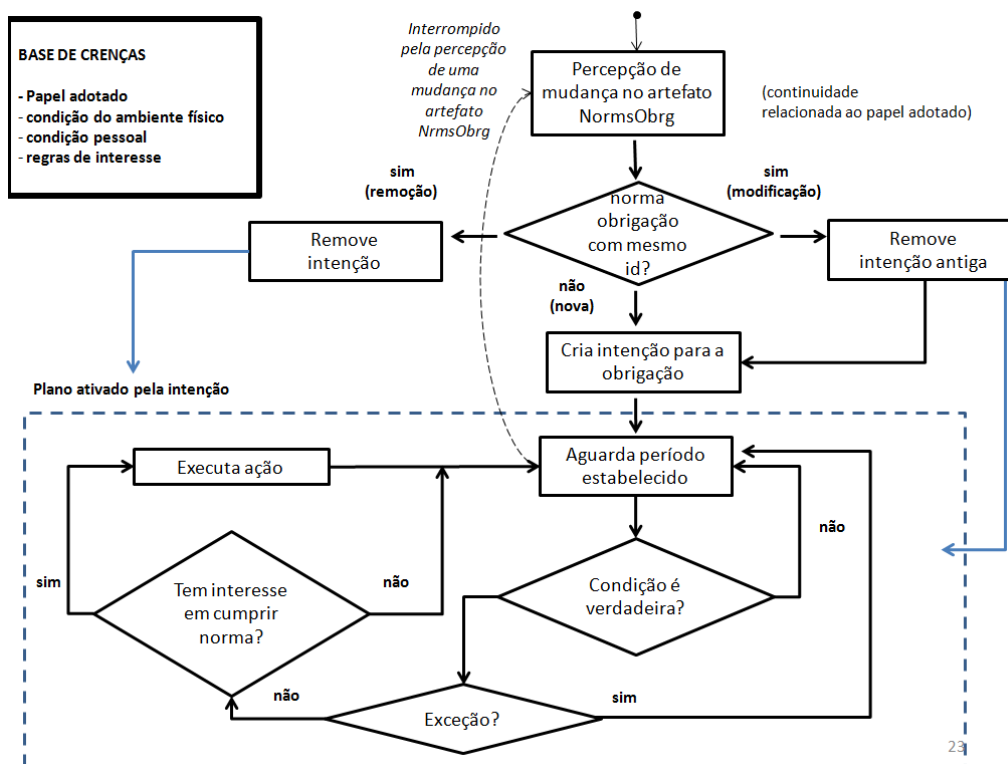 BASE DE CRENÇAS
- Papel adotado
- condição do ambiente físico
- condição pessoal
- regras de interesse
Interrompido
pela percepção
de uma
mudança no
artefato
NrmsObrg
Percepção de
mudança no artefato
NormsObrg
(continuidade
relacionada ao papel adotado)
sim
(remoção)
norma
obrigação
com mesmo
id?
sim
(modificação)
Remove
intenção
Remove
intenção antiga
não
(nova)
Cria intenção para a
obrigação
Plano ativado pela intenção
Executa ação
Aguarda período
estabelecido
não
sim
Tem interesse
em cumprir
norma?
não
Condição é
verdadeira?
não
Exceção?
sim
23